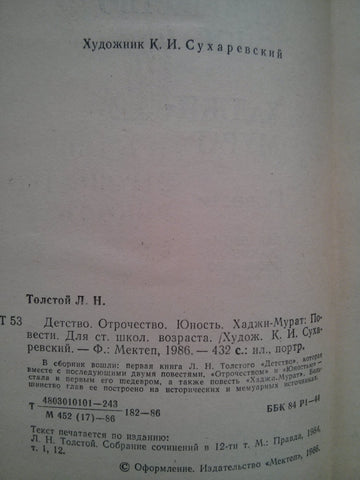 Художник К. И. Сухаревский
Толстой Л. Н.
Т 53
Детство. Отрочество. Юность. Хаджи-Мурат: По-
вести. Для ст. школ. возраста. /Худож. К. И. Суха-
ревский. — Ф.: Мектеп, 1986. — 432 с.: ил., портр.
В сборник вошли: первая книга Л. Н. Толстого «Детство», которая
вместе с последующими двумя повестями, «Отрочеством» и «Юностью»
стала и первым его шедевром, а также повесть «Хаджи-Мурат». Боль-
шинство глав ее построено на исторических и мемуарных источниках.
Т 4803010101—243
М 452 (17)—86
182—86
ББК 84 Р1—44
Текст печатается по изданию:
Л. Н. Толстой. Собрание сочинений в 12-ти т. М.: Правда, 1984,
т. 1, 12.
© Оформление. Издательство «Мектеп», 1986.